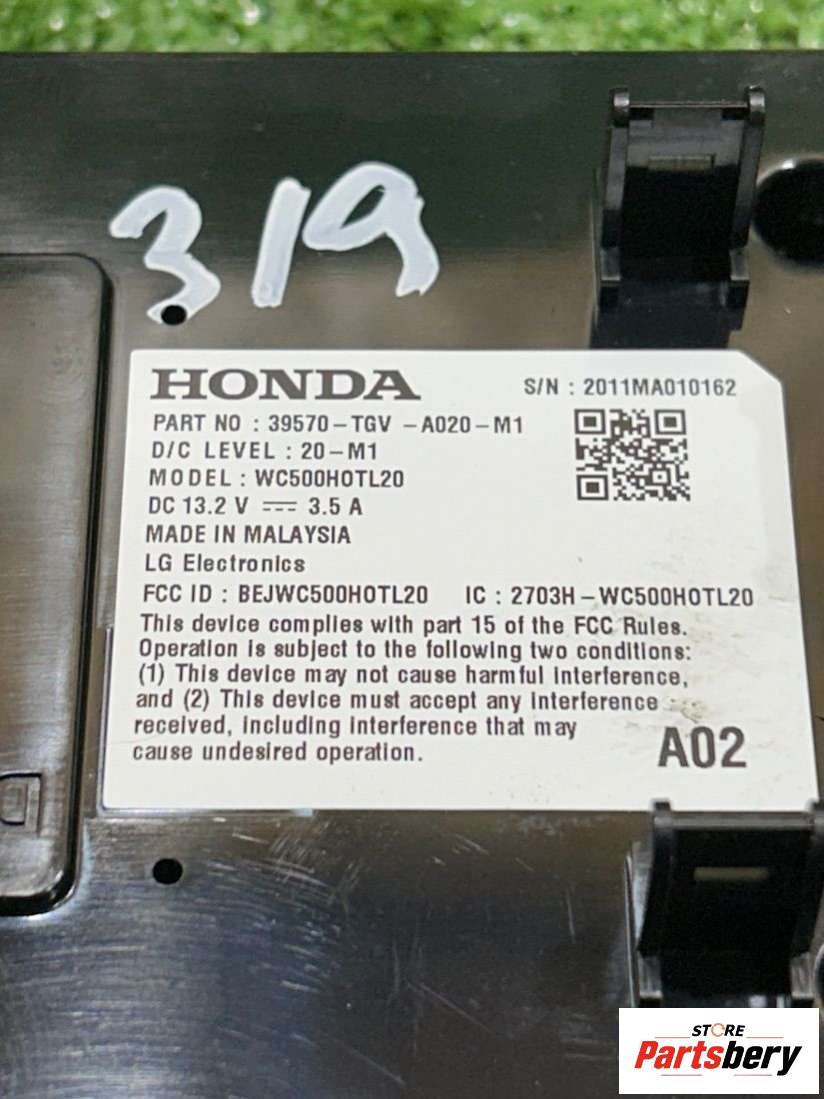 319
HONDA
S/N : 2011MA010162
PART NO : 39570-TGV -A020-M1
D/C LEVEL : 20-M1
MODEL : WC500HOTL20
DC 13.2 V ⎓ 3.5 A
MADE IN MALAYSIA
LG Electronics
FCC ID : BEJWC500HOTL20 IC : 2703H-WC500HOTL20
This device complies with part 15 of the FCC Rules.
Operation is subject to the following two conditions:
(1) This device may not cause harmful interference,
and (2) This device must accept any interference
received, including interference that may
cause undesired operation.
A02
STORE
Partsbery